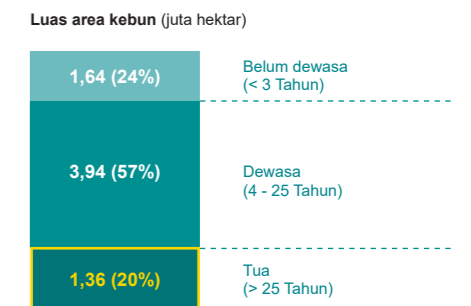 Luas area kebun (juta hektar)
1,64 (24%)
Belum dewasa
(< 3 Tahun)
3,94 (57%)
Dewasa
(4 - 25 Tahun)
1,36 (20%)
Tua
(> 25 Tahun)